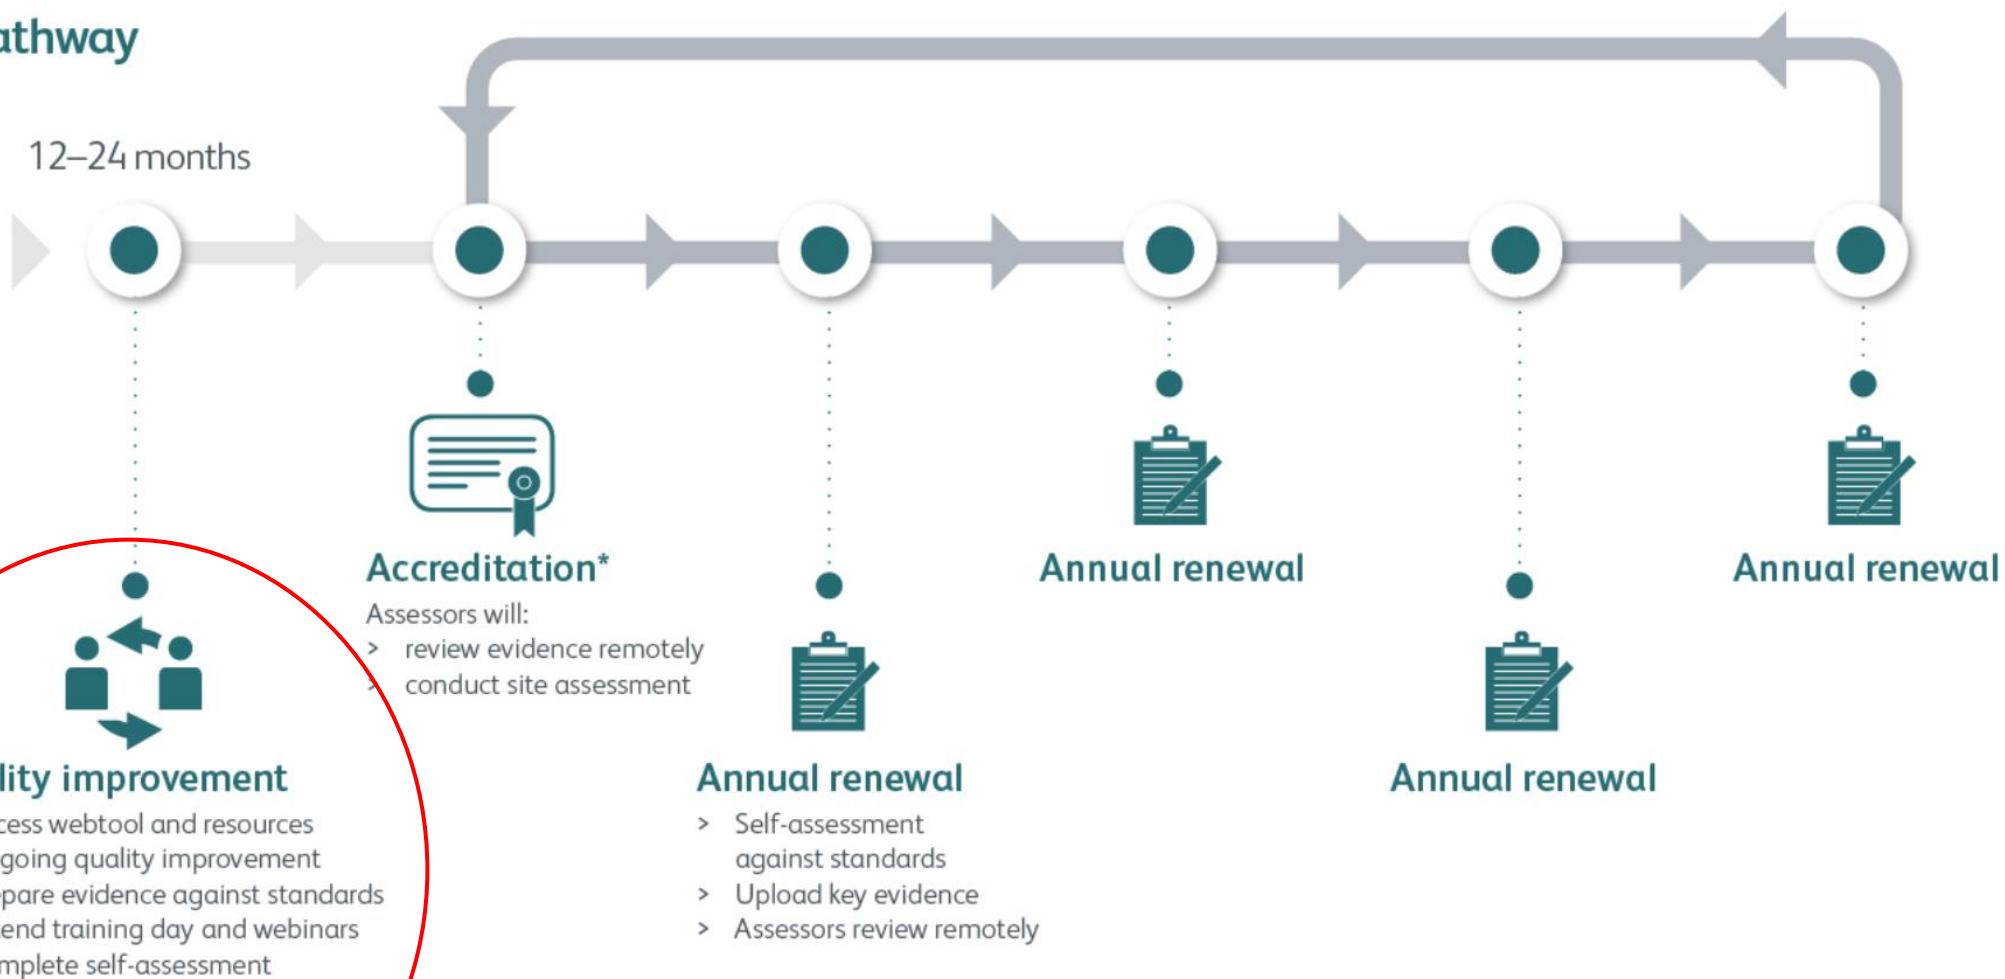 athway
12–24 months
Accreditation*
Assessors will:
> review evidence remotely
> conduct site assessment
lity improvement
cess webtool and resources
going quality improvement
pare evidence against standards
end training day and webinars
mplete self-assessment
Annual renewal
> Self-assessment
against standards
> Upload key evidence
> Assessors review remotely
Annual renewal
Annual renewal
Annual renewal